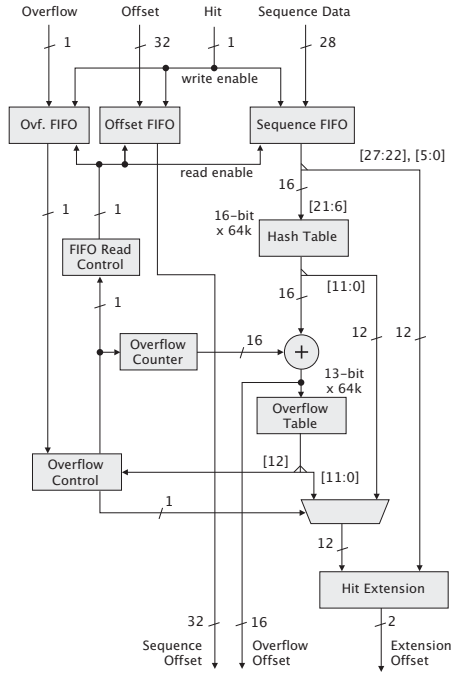 Overflow
Offset
Hit
Sequence Data
1
32
1
28
write enable
Ovf. FIFO
Offset FIFO
Sequence FIFO
read enable
[27:22], [5:0]
16
[21:6]
1
1
16-bit
x 64k
Hash Table
FIFO Read
Control
16
[11:0]
1
12
12
Overflow
Counter
16
+
13-bit
x 64k
Overflow
Table
[12]
[11:0]
Overflow
Control
1
12
Hit Extension
32
16
2
Sequence
Offset
Overflow
Offset
Extension
Offset